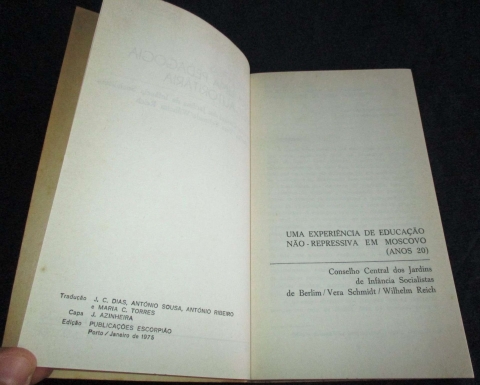 Tradução J. C. DIAS, ANTÓNIO SOUSA, ANTÓNIO RIBEIRO
e MARIA C. TORRES
Capa J. AZINHEIRA
Edição PUBLICAÇÕES ESCORPIÃO
Porto / Janeiro de 1975
UMA EXPERIÊNCIA DE EDUCAÇÃO
NÃO-REPRESSIVA EM MOSCOVO
(ANOS 20)
Conselho Central dos Jardins
de Infância Socialistas
de Berlim / Vera Schmidt / Wilhelm Reich